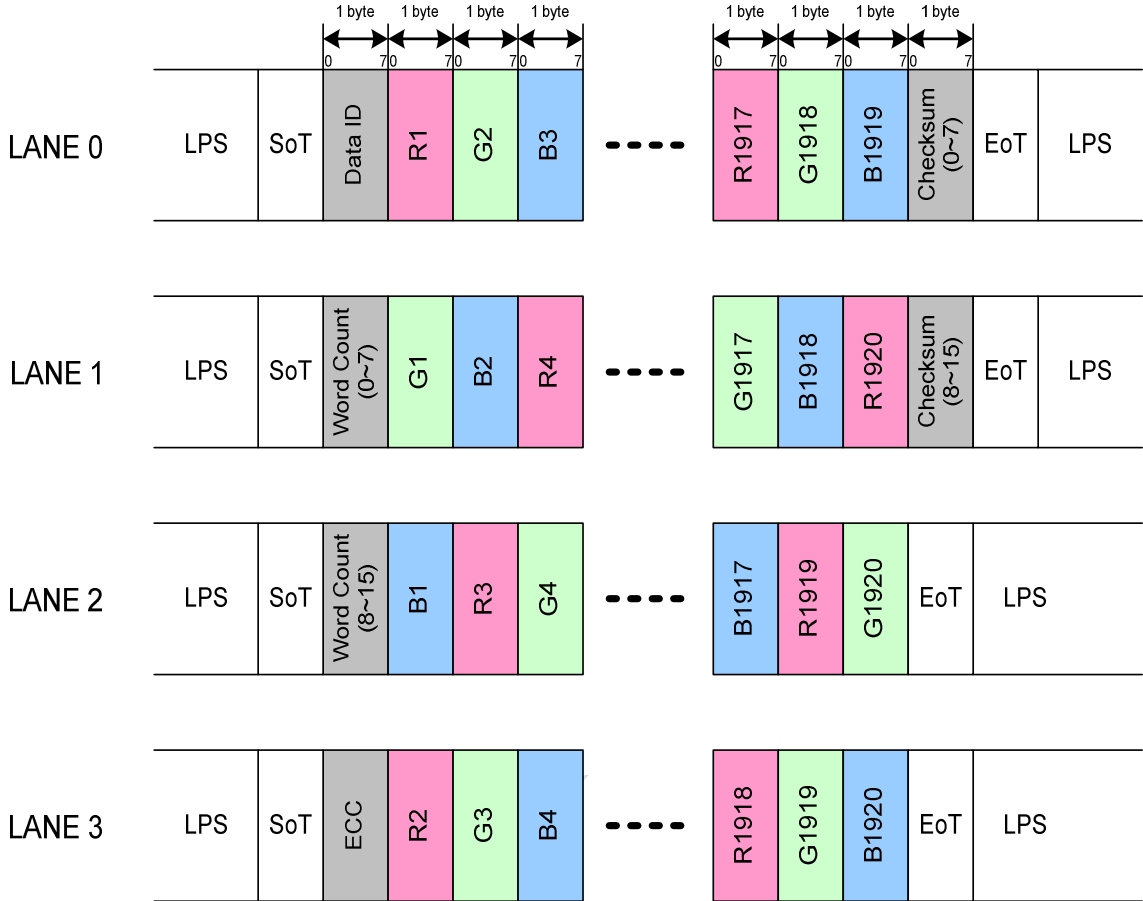 1 byte 1 byte 1 byte 1 byte 1 byte 1 byte 1 byte 1 byte
0 7 0 7 0 7 0 7 0 7 0 7 0 7 0 7
LANE 0 LPS SoT Data ID R1 G2 B3 R1917 G1918 B1919 Checksum (0~7) EoT LPS
LANE 1 LPS SoT Word Count (0~7) G1 B2 R4 G1917 B1918 R1920 Checksum (8~15) EoT LPS
LANE 2 LPS SoT Word Count (8~15) B1 R3 G4 B1917 R1919 G1920 EoT LPS
LANE 3 LPS SoT ECC R2 G3 B4 R1918 G1919 B1920 EoT LPS